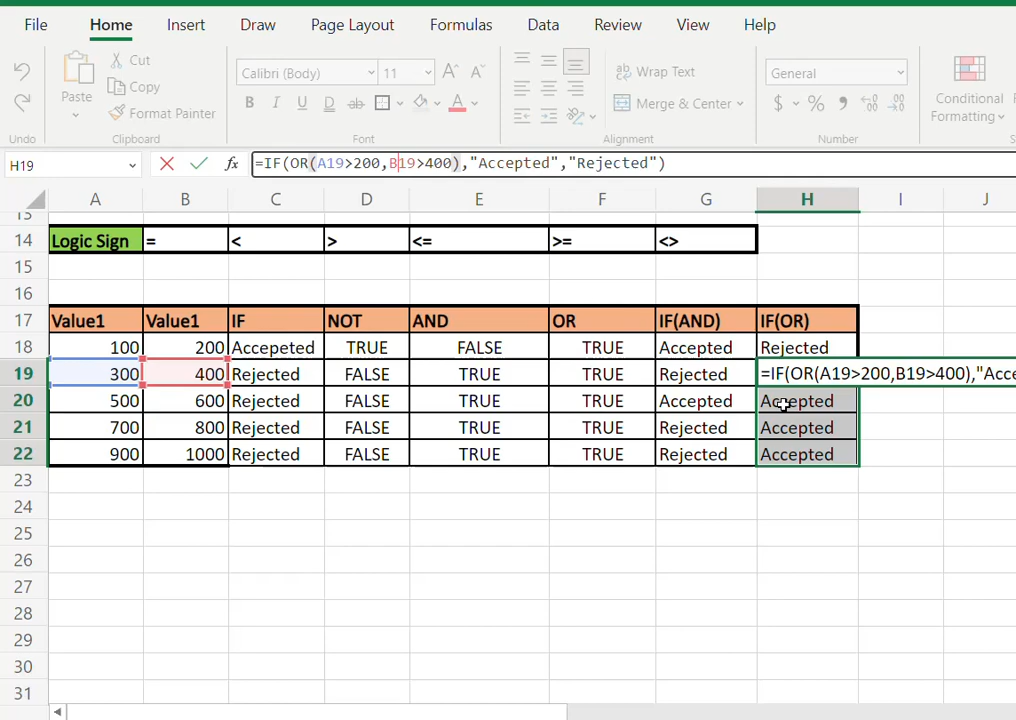 File Home Insert Draw Page Layout Formulas Data Review View Help
Cut
Calibri (Body) 11 A^ A˅ Wrap Text General
Paste Copy
B I U D ab A Merge & Center $ % Conditional
Format Painter Formatting
Undo Clipboard Font Alignment Number
H19 fx =IF(OR(A19>200,B19>400),"Accepted","Rejected")
A B C D E F G H I J
13
14 Logic Sign = < > <= >= <>
15
16
17 Value1 Value1 IF NOT AND OR IF(AND) IF(OR)
18 100 200 Accepeted TRUE FALSE TRUE Accepted Rejected
19 300 400 Rejected FALSE TRUE TRUE Rejected =IF(OR(A19>200,B19>400),"Acce
20 500 600 Rejected FALSE TRUE TRUE Accepted Accepted
21 700 800 Rejected FALSE TRUE TRUE Rejected Accepted
22 900 1000 Rejected FALSE TRUE TRUE Rejected Accepted
23
24
25
26
27
28
29
30
31